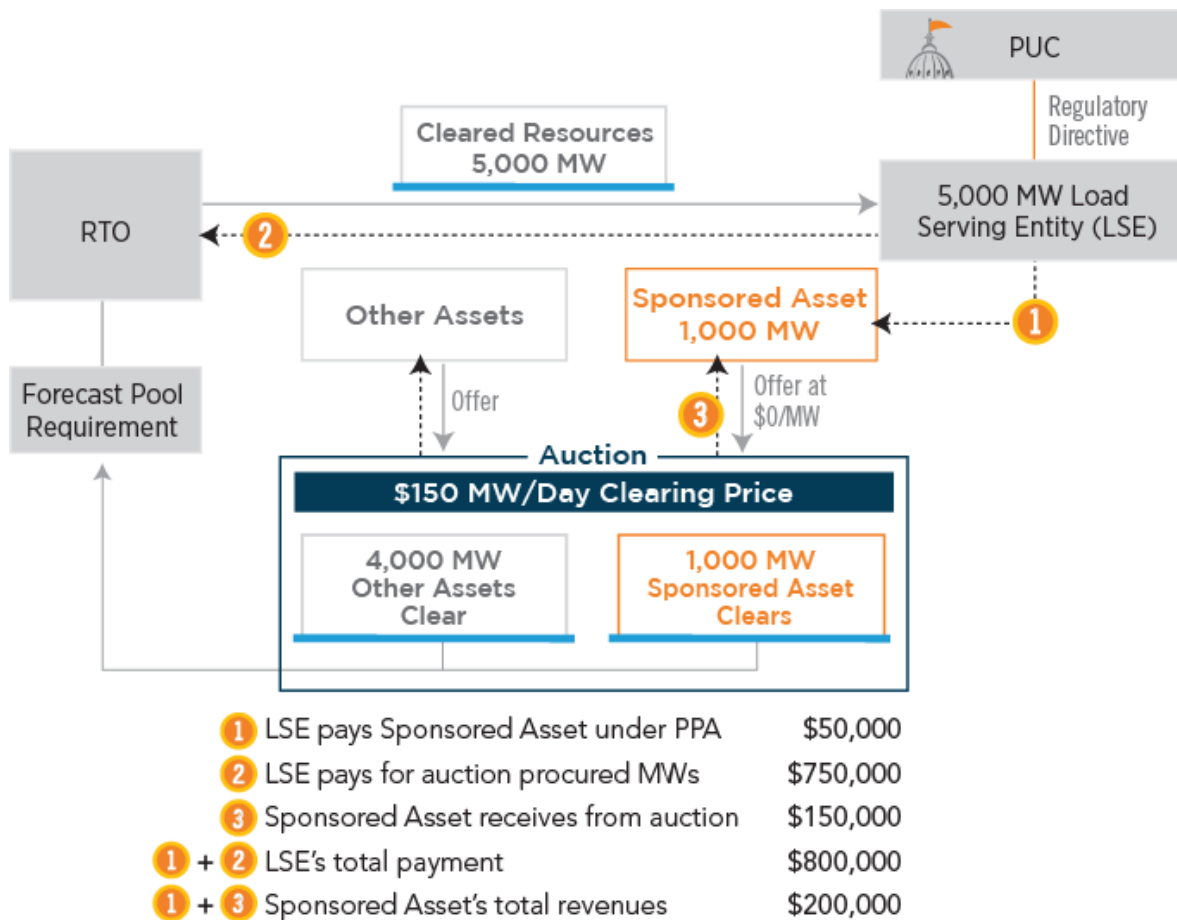 PUC
Regulatory
Directive
Cleared Resources
5,000 MW
RTO
5,000 MW Load
Serving Entity (LSE)
2
Other Assets
Sponsored Asset
1,000 MW
1
Forecast Pool
Requirement
Offer
3
Offer at
$0/MW
Auction
$150 MW/Day Clearing Price
4,000 MW
Other Assets
Clear
1,000 MW
Sponsored Asset
Clears
1 LSE pays Sponsored Asset under PPA $50,000
2 LSE pays for auction procured MWs $750,000
3 Sponsored Asset receives from auction $150,000
1 + 2 LSE's total payment $800,000
1 + 3 Sponsored Asset's total revenues $200,000